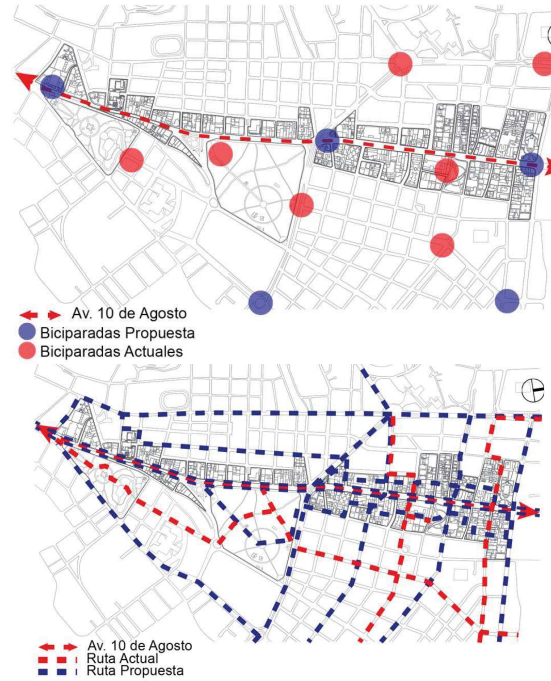 Av. 10 de Agosto
Biciparadas Propuesta
Biciparadas Actuales
Av. 10 de Agosto
Ruta Actual
Ruta Propuesta